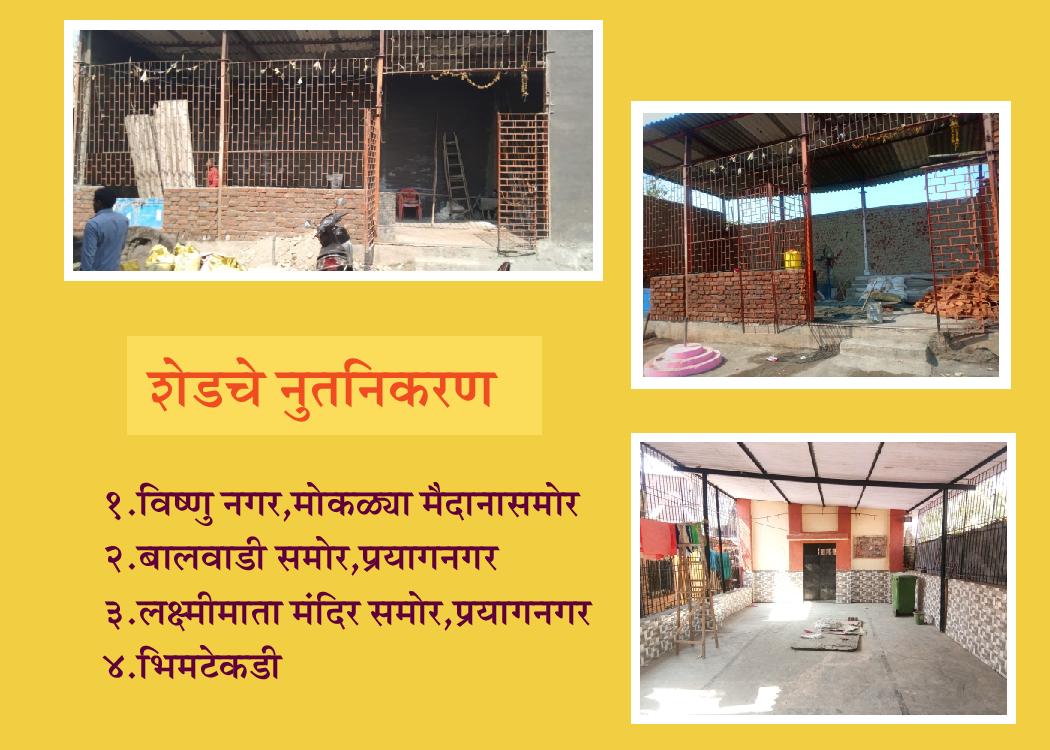 शेडचे नुतनिकरण
१.विष्णु नगर,मोकळ्या मैदानासमोर
२.बालवाडी समोर,प्रयागनगर
३.लक्ष्मीमाता मंदिर समोर,प्रयागनगर
४.भिमटेकडी